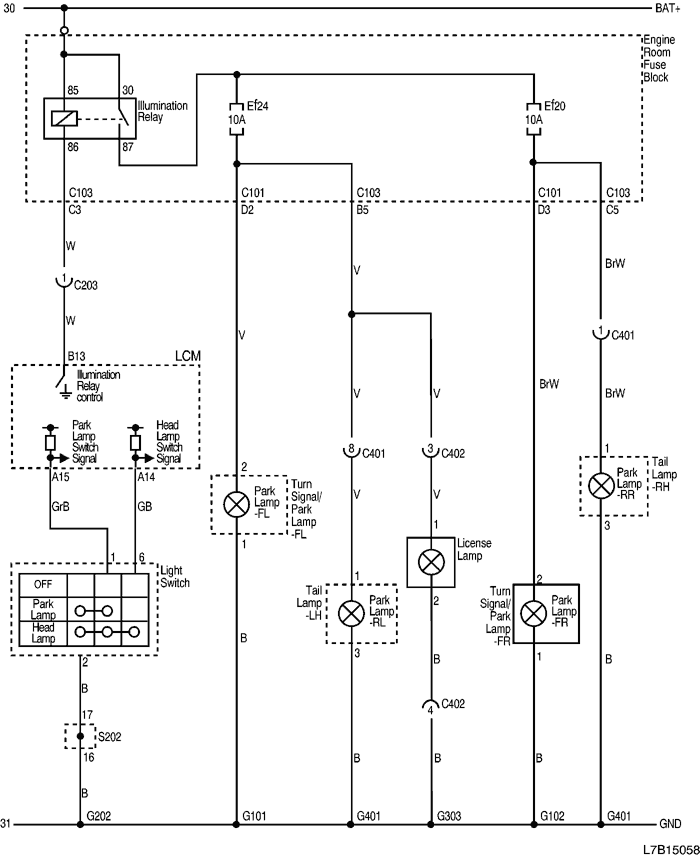 30
BAT+
Engine
Room
Fuse
Block
85
30
Illumination
Relay
86
87
Ef24
10A
Ef20
10A
C103
C101
C103
C101
C103
C3
D2
B5
D3
C5
W
V
BrW
1
C203
W
V
1
C401
B13
LCM
Illumination
Relay
control
V
V
BrW
BrW
Park
Lamp
Switch
Signal
Head
Lamp
Switch
Signal
8
C401
3
C402
1
Park
Lamp
-RR
Tail
Lamp
-RH
3
A15
A14
2
Park
Lamp
-FL
Turn
Signal/
Park
Lamp
-FL
1
V
V
GrB
GB
1
License
Lamp
2
1
6
Light
Switch
OFF
Park
Lamp
Head
Lamp
2
Tail
Lamp
-LH
1
Park
Lamp
-RL
3
Turn
Signal/
Park
Lamp
-FR
2
Park
Lamp
-FR
1
B
B
B
B
17
S202
16
4
C402
B
B
B
B
31
G202
G101
G401
G303
G102
G401
GND
L7B15058